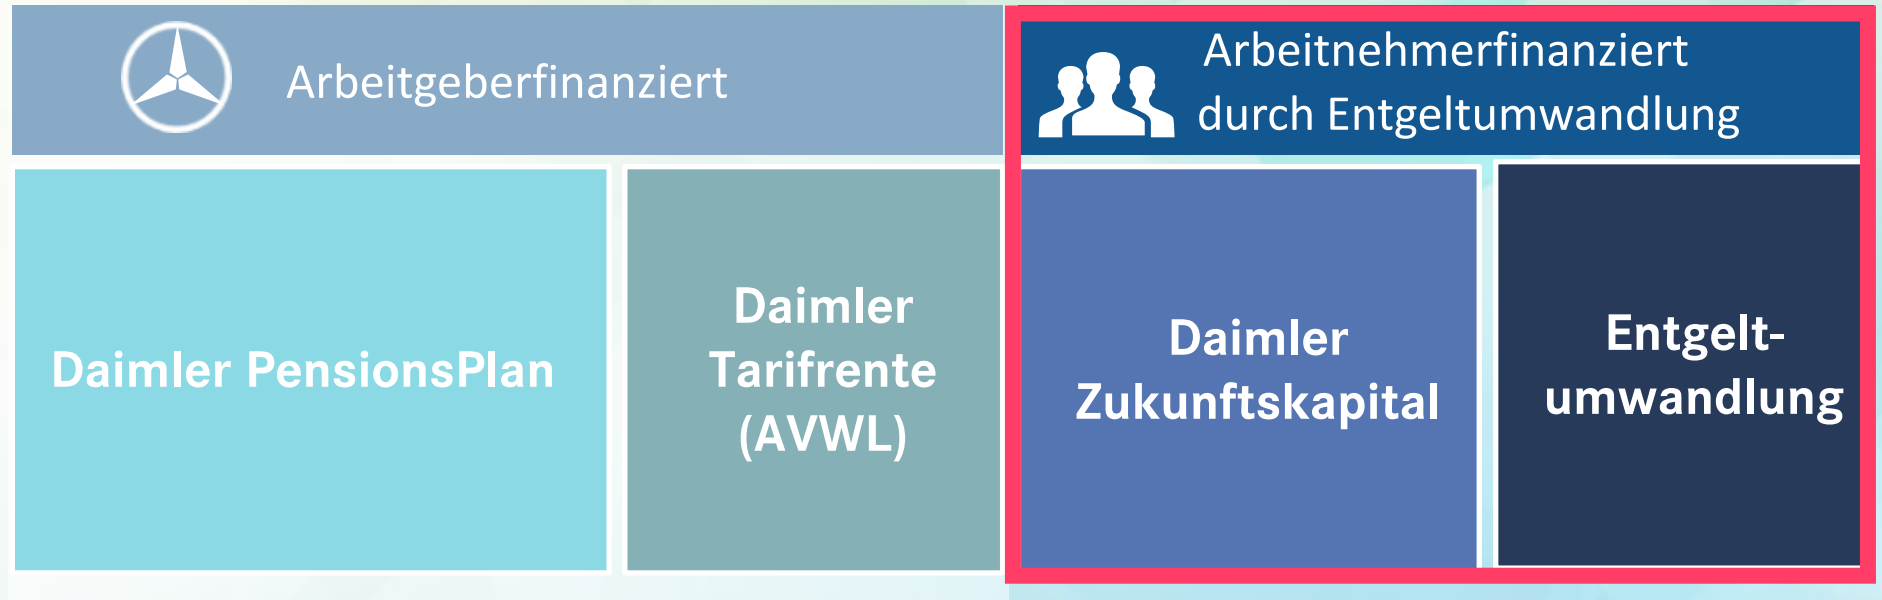 Arbeitgeberfinanziert
Arbeitnehmerfinanziert
durch Entgeltumwandlung
Daimler PensionsPlan
Daimler
Tarifrente
(AVWL)
Daimler
Zukunftskapital
Entgelt-
umwandlung